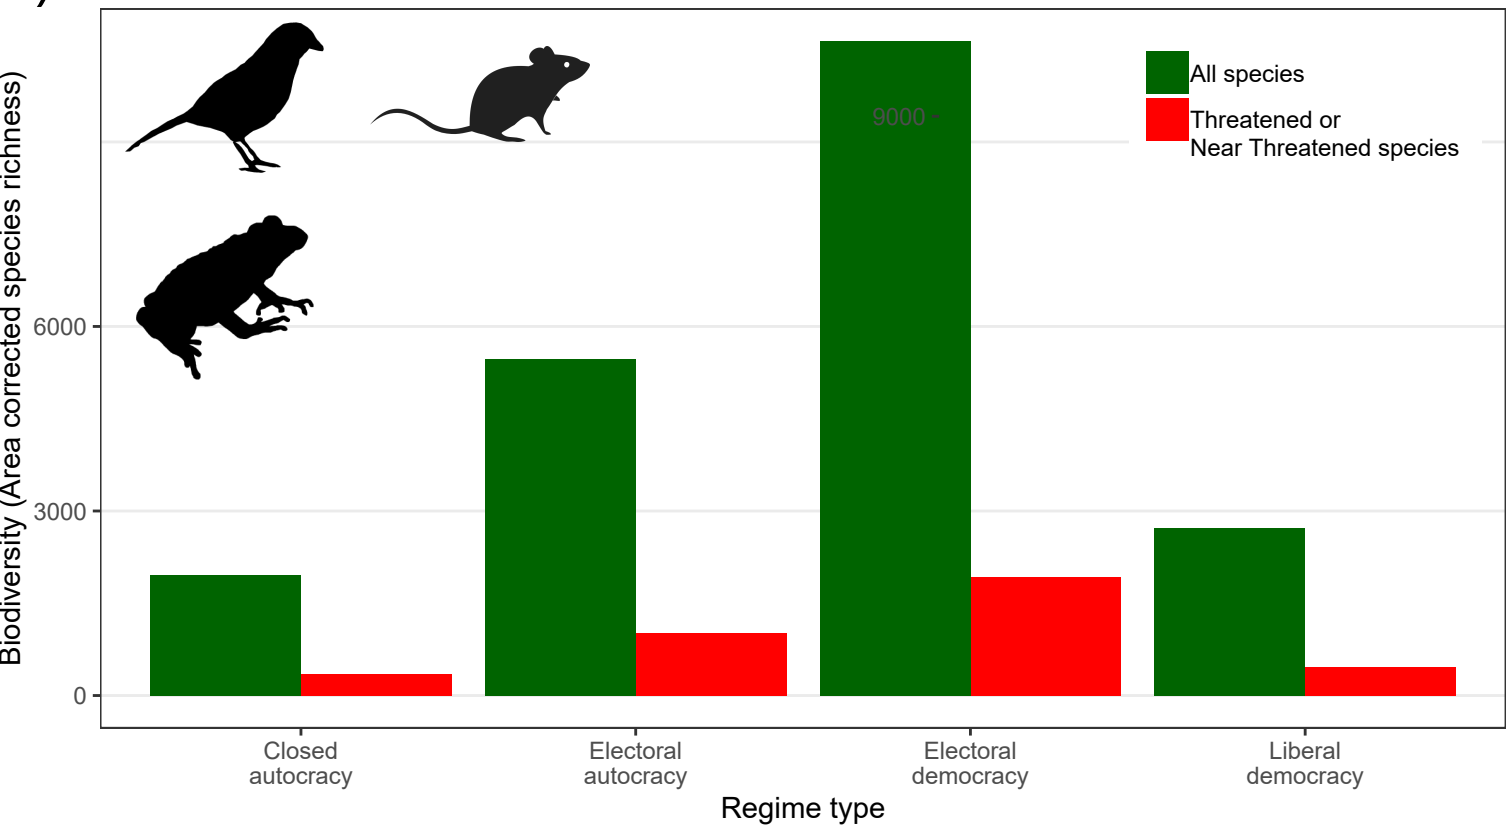 )
Biodiversity (Area corrected species richness)
All species
Threatened or
Near Threatened species
9000
6000
3000
0
Closed
autocracy
Electoral
autocracy
Electoral
democracy
Liberal
democracy
Regime type